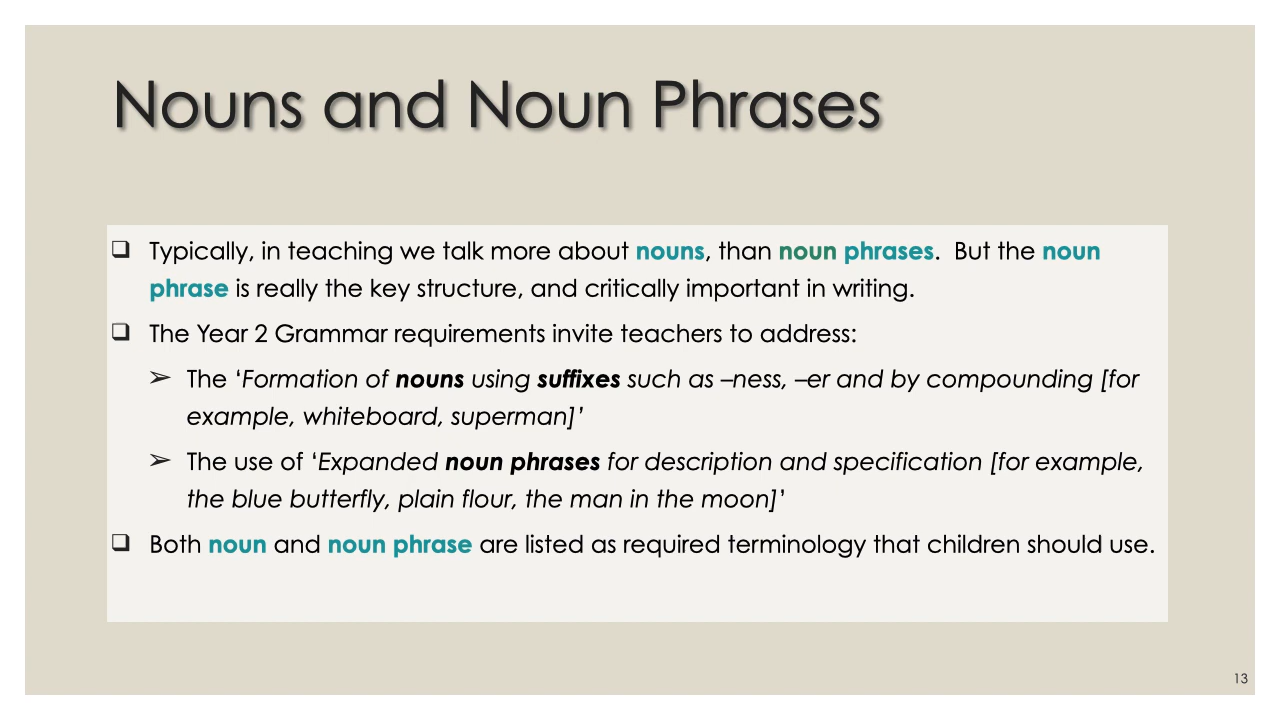 Nouns and Noun Phrases
❑ Typically, in teaching we talk more about nouns, than noun phrases.  But the noun
phrase is really the key structure, and critically important in writing.
❑ The Year 2 Grammar requirements invite teachers to address:
➢ The ‘Formation of nouns using suffixes such as –ness, –er and by compounding [for
example, whiteboard, superman]’
➢ The use of ‘Expanded noun phrases for description and specification [for example,
the blue butterfly, plain flour, the man in the moon]’
❑ Both noun and noun phrase are listed as required terminology that children should use.
13